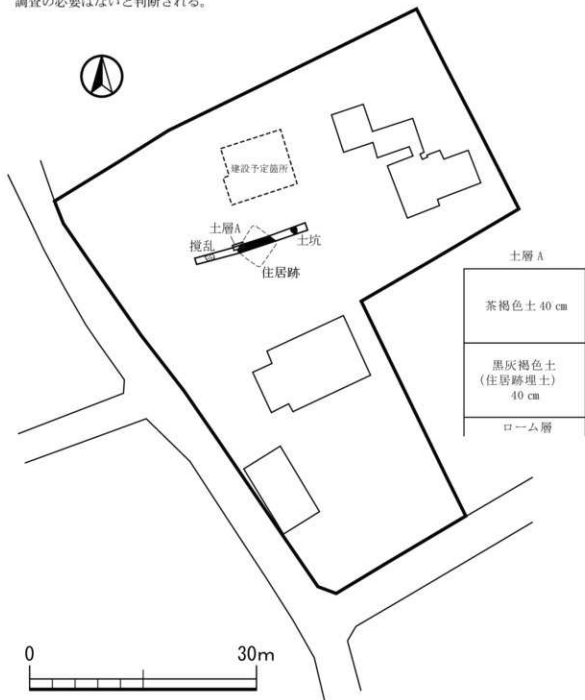 調査の必要はないと判断される。
建設予定箇所
土層A
撹乱
土坑
住居跡
土層 A
茶褐色土 40 cm
黒灰褐色土
(住居跡埋土)
40 cm
ローム層
0
30m